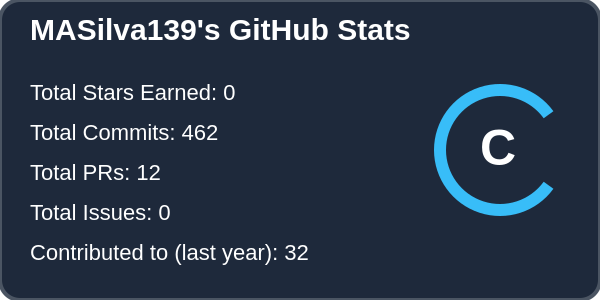 MASilva139's GitHub Stats
Total Stars Earned: 0
Total Commits: 462
Total PRs: 12
Total Issues: 0
Contributed to (last year): 32
C